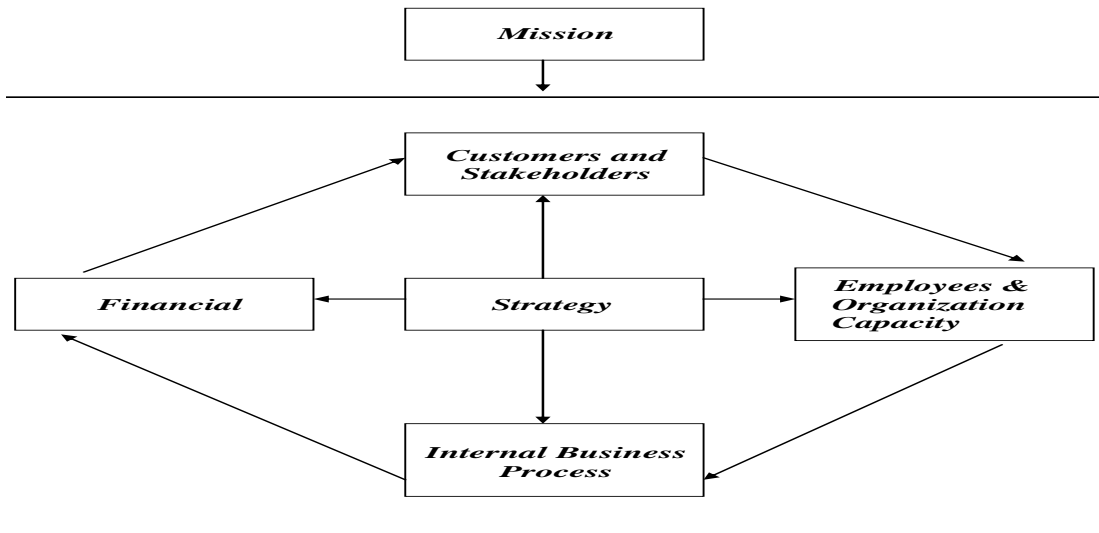 Mission
Customers and
Stakeholders
Financial
Strategy
Employees &
Organization
Capacity
Internal Business
Process